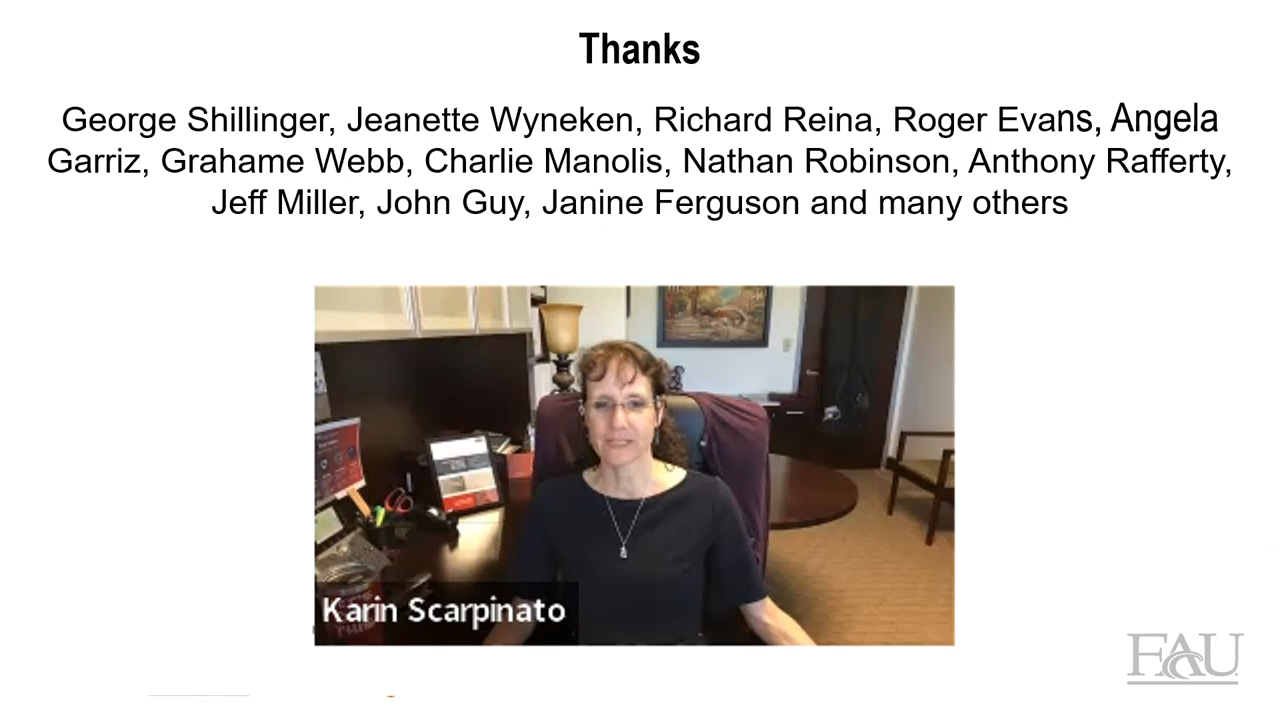 Thanks
George Shillinger, Jeanette Wyneken, Richard Reina, Roger Evans, Angela
Garriz, Grahame Webb, Charlie Manolis, Nathan Robinson, Anthony Rafferty,
Jeff Miller, John Guy, Janine Ferguson and many others
Karin Scarpinato
FAU